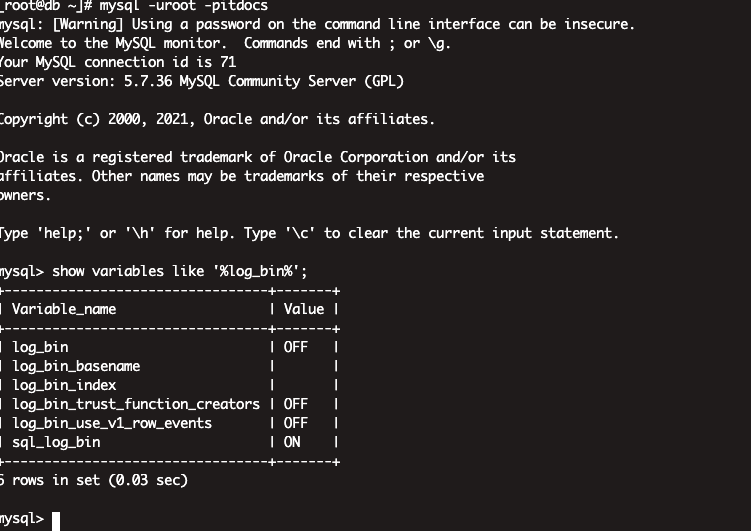 _root@db ~]# mysql -uroot -pitdocs
mysql: [Warning] Using a password on the command line interface can be insecure.
Welcome to the MySQL monitor.  Commands end with ; or \g.
Your MySQL connection id is 71
Server version: 5.7.36 MySQL Community Server (GPL)

Copyright (c) 2000, 2021, Oracle and/or its affiliates.

Oracle is a registered trademark of Oracle Corporation and/or its
affiliates. Other names may be trademarks of their respective
owners.

Type 'help;' or '\h' for help. Type '\c' to clear the current input statement.

mysql> show variables like '%log_bin%';
+---------------------------------+-------+
| Variable_name                   | Value |
+---------------------------------+-------+
| log_bin                         | OFF   |
| log_bin_basename                |       |
| log_bin_index                   |       |
| log_bin_trust_function_creators | OFF   |
| log_bin_use_v1_row_events       | OFF   |
| sql_log_bin                     | ON    |
+---------------------------------+-------+
6 rows in set (0.03 sec)

mysql>